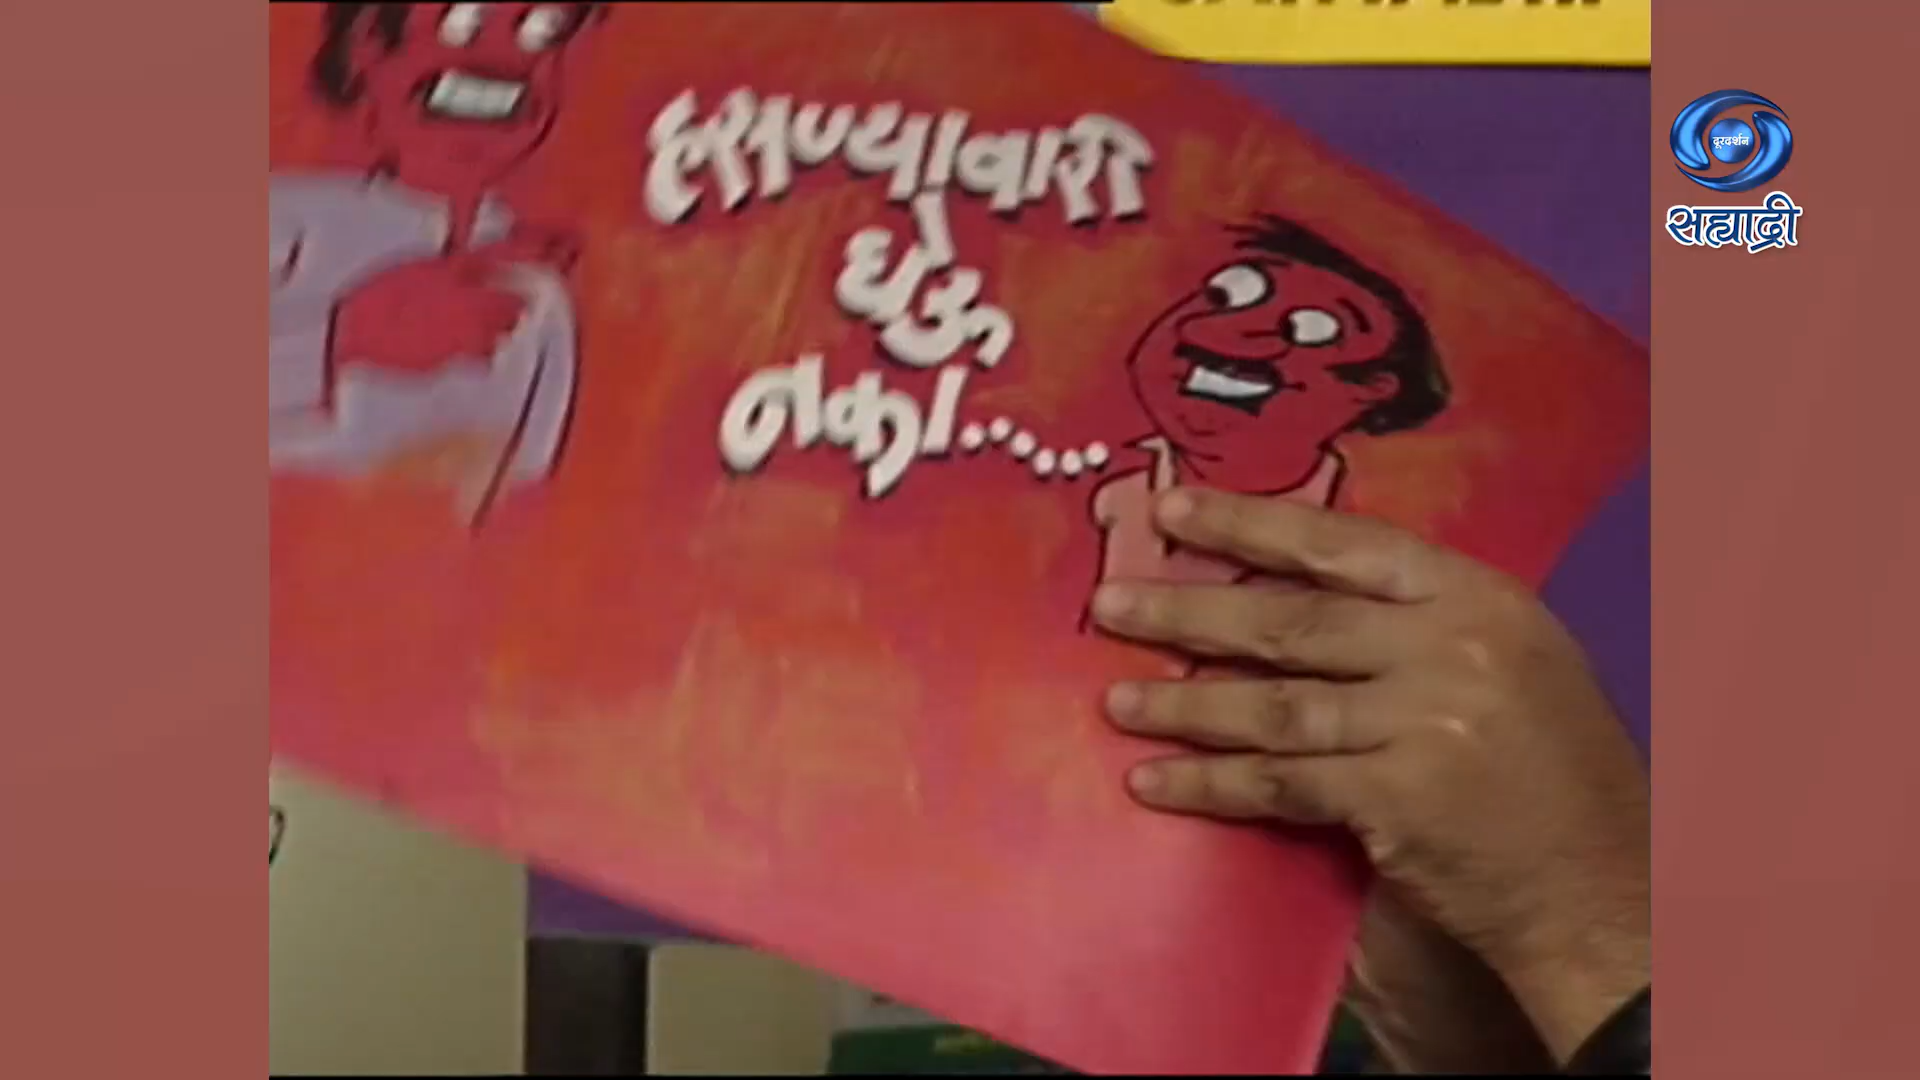 हसण्यावारी
घेऊ
नका......
दूरदर्शन
सह्याद्री